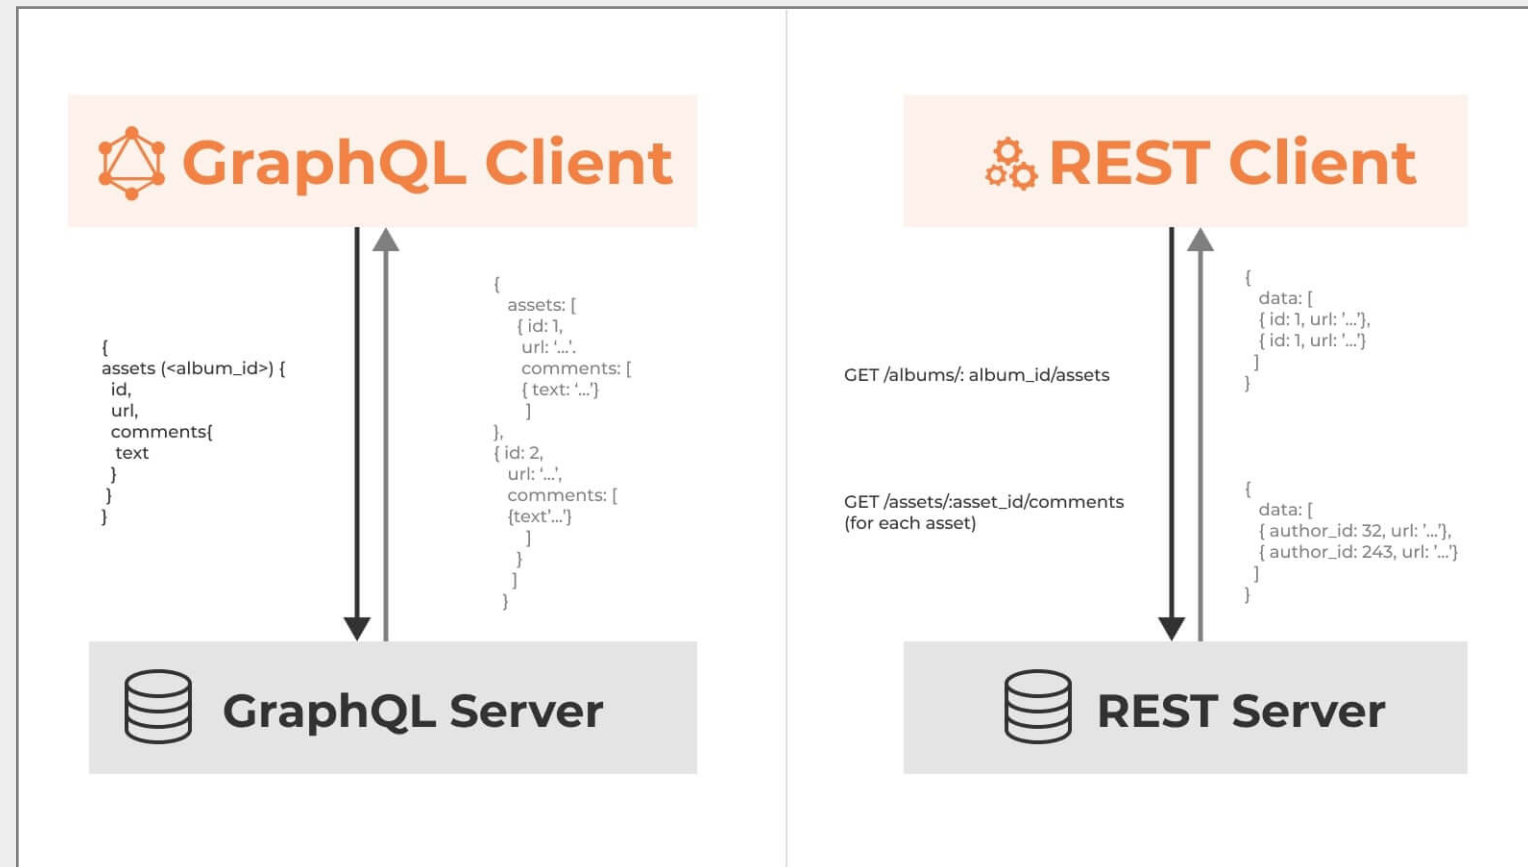 GraphQL Client
{
assets (<album_id>) {
id,
url,
comments{
text
}
}
}
{
assets: [
{ id: 1,
url: ‘...’.
comments: [
{ text: ‘...’}
]
},
{ id: 2,
url: ‘...’,
comments: [
{text’...’}
]
}
]
}
GraphQL Server
REST Client
GET /albums/: album_id/assets
{
data: [
{ id: 1, url: ’...’},
{ id: 1, url: ’...’}
]
}
GET /assets/:asset_id/comments
(for each asset)
{
data: [
{ author_id: 32, url: ’...’},
{ author_id: 243, url: ’...’}
]
}
REST Server